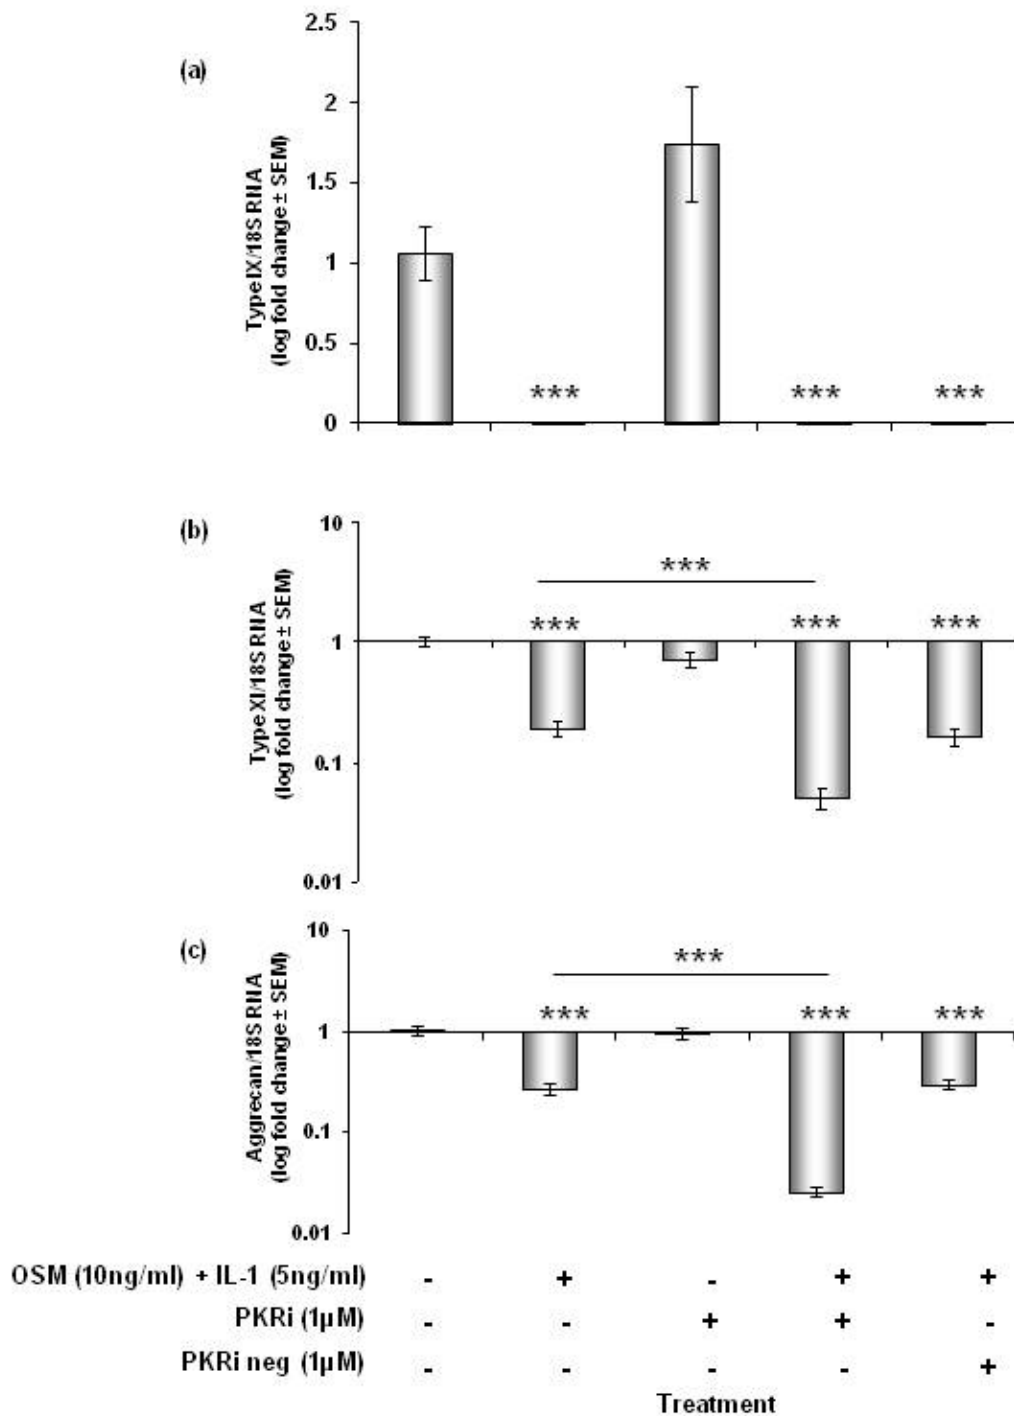 (a)
Type IX/18S RNA
(log fold change ± SEM)
2.5
2
1.5
1
0.5
0
*** *** ***
(b)
Type XI/18S RNA
(log fold change ± SEM)
10
1
0.1
0.01
***
*** *** ***
(c)
Aggrecan/18S RNA
(log fold change ± SEM)
10
1
0.1
0.01
***
*** *** ***
OSM (10ng/ml) + IL-1 (5ng/ml) - + - + +
PKRi (1µM) - - + + -
PKRi neg (1µM) - - - - +
Treatment